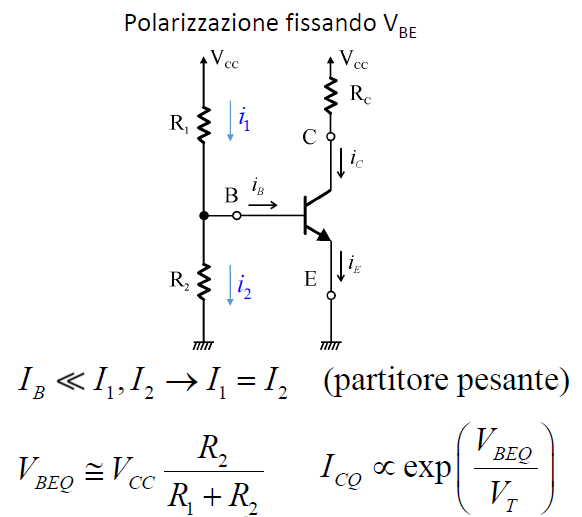 Polarizzazione fissando V_BE
V_CC V_CC
R_1 i_1 R_C
C
i_C
B i_B
R_2 i_2 E i_E
I_B ≪ I_1, I_2 → I_1 = I_2 (partitore pesante)
V_BEQ ≅ V_CC R_2 / (R_1 + R_2) I_CQ ∝ exp(V_BEQ / V_T)